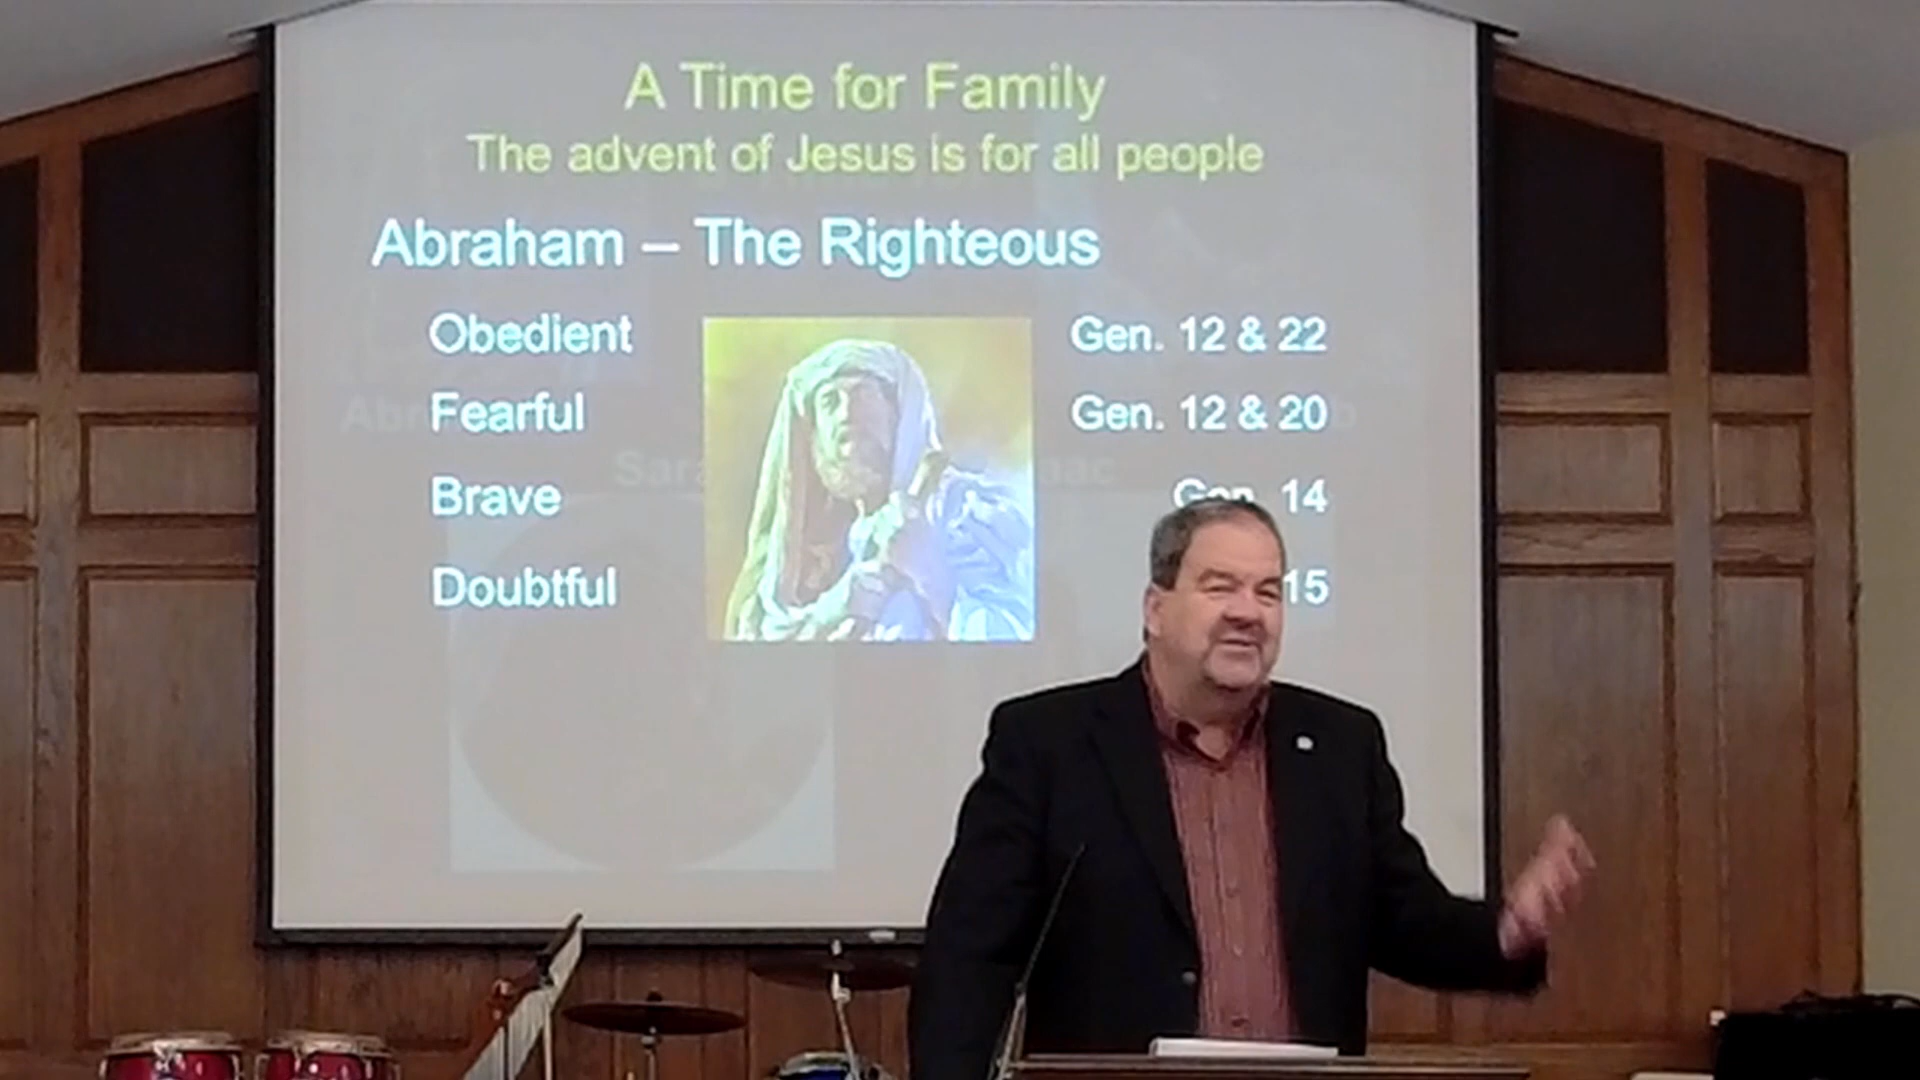 A Time for Family
The advent of Jesus is for all people
Abraham – The Righteous
Obedient Gen. 12 & 22
Fearful Gen. 12 & 20
Brave Gen. 14
Doubtful 15